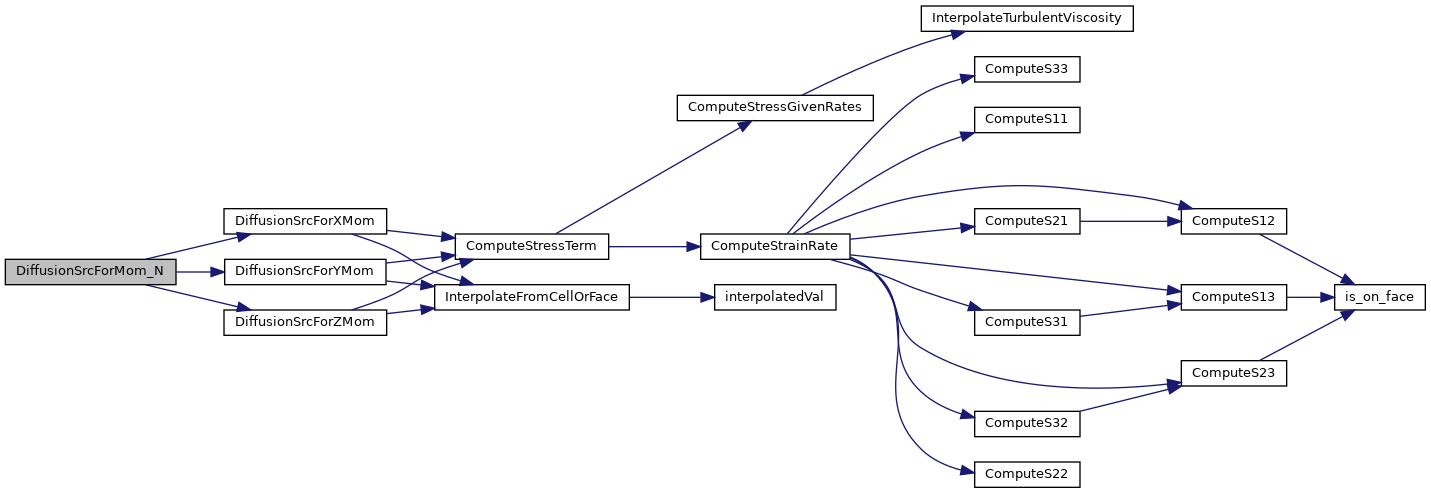 InterpolateTurbulentViscosity
ComputeS33
ComputeStressGivenRates
ComputeS11
DiffusionSrcForXMom
ComputeS21
ComputeS12
ComputeStressTerm
ComputeStrainRate
DiffusionSrcForMom_N
DiffusionSrcForYMom
InterpolateFromCellOrFace
interpolatedVal
ComputeS13
is_on_face
DiffusionSrcForZMom
ComputeS31
ComputeS23
ComputeS32
ComputeS22